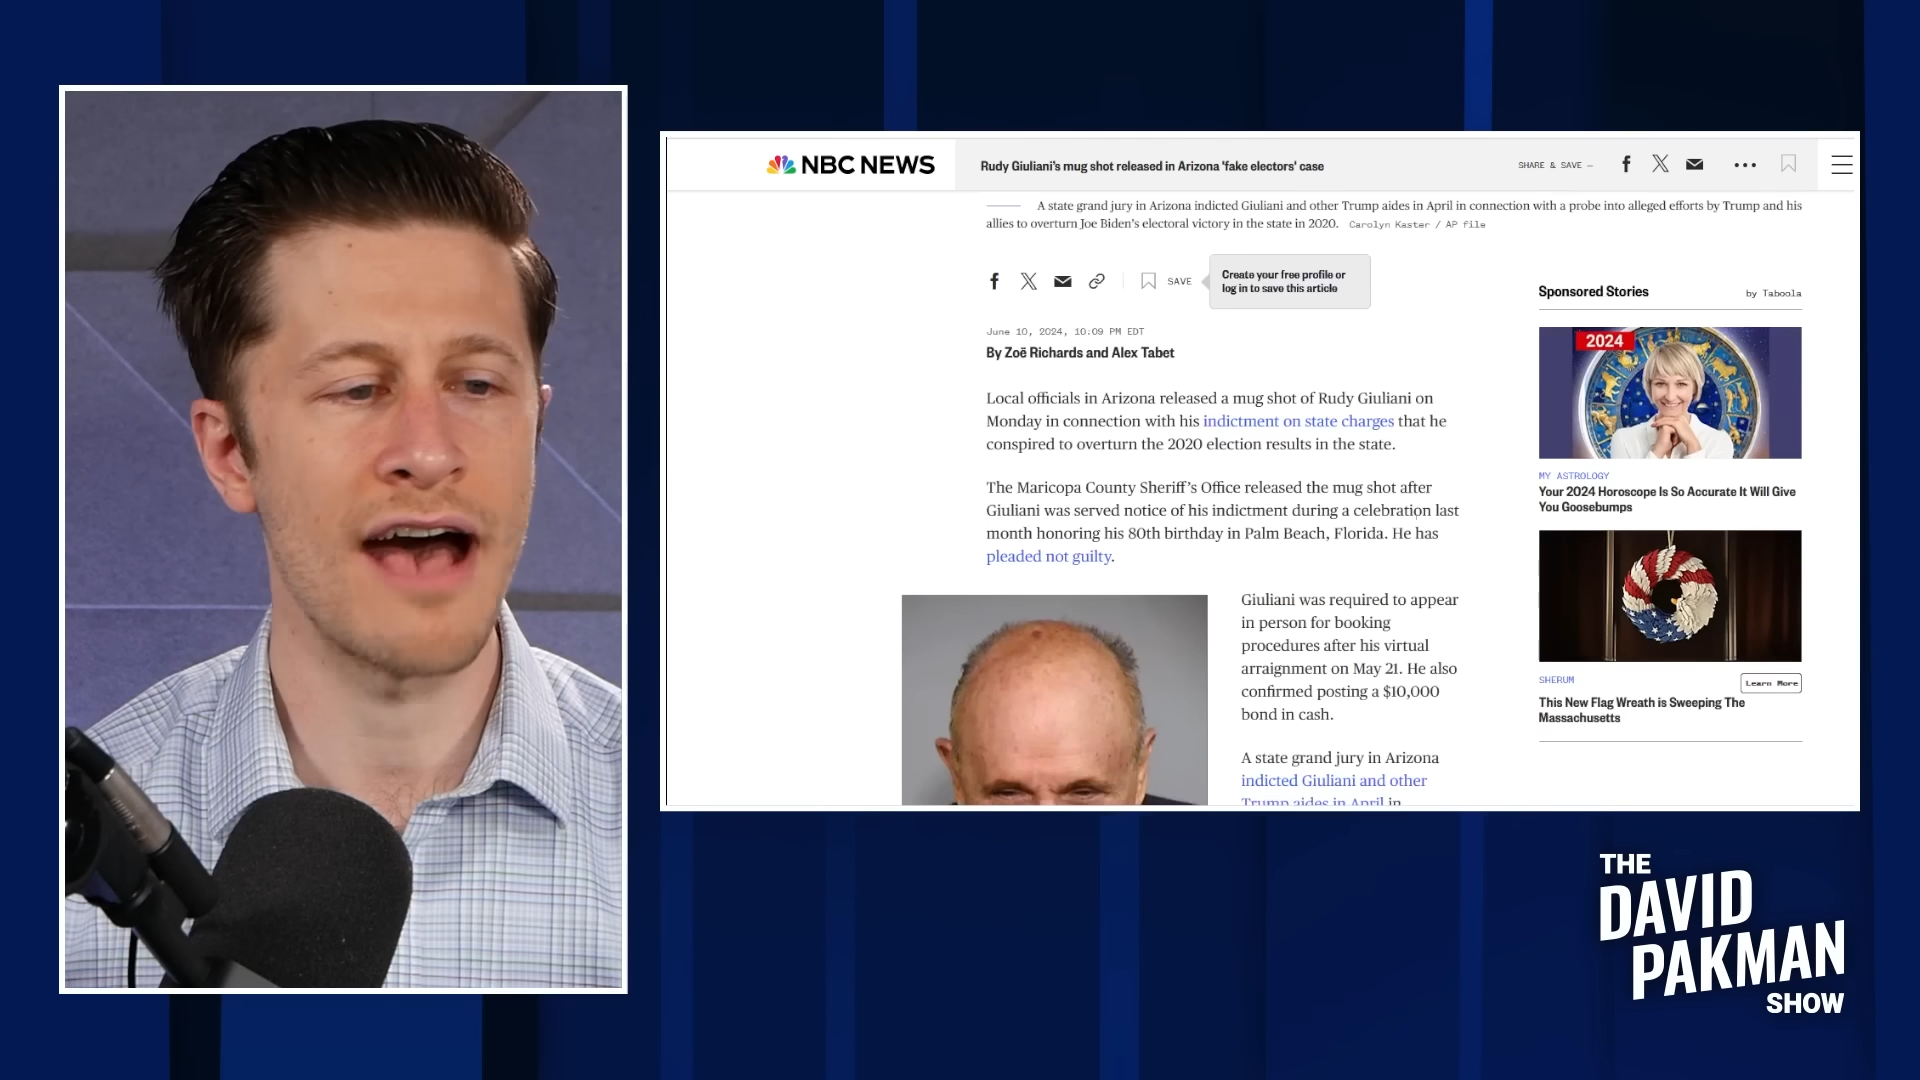 NBC NEWS
Rudy Giuliani's mug shot released in Arizona 'fake electors' case
SHARE & SAVE —
A state grand jury in Arizona indicted Giuliani and other Trump aides in April in connection with a probe into alleged efforts by Trump and his
allies to overturn Joe Biden's electoral victory in the state in 2020. Carolyn Kaster / AP file
SAVE
Create your free profile or
log in to save this article
June 10, 2024, 10:09 PM EDT
By Zoë Richards and Alex Tabet
Local officials in Arizona released a mug shot of Rudy Giuliani on
Monday in connection with his indictment on state charges that he
conspired to overturn the 2020 election results in the state.
The Maricopa County Sheriff's Office released the mug shot after
Giuliani was served notice of his indictment during a celebration last
month honoring his 80th birthday in Palm Beach, Florida. He has
pleaded not guilty.
Giuliani was required to appear
in person for booking
procedures after his virtual
arraignment on May 21. He also
confirmed posting a $10,000
bond in cash.
A state grand jury in Arizona
indicted Giuliani and other
Trump aides in April in
Sponsored Stories
by Taboola
2024
MY ASTROLOGY
Your 2024 Horoscope Is So Accurate It Will Give
You Goosebumps
SHERUM
Learn More
This New Flag Wreath is Sweeping The
Massachusetts
THE
DAVID
PAKMAN
SHOW